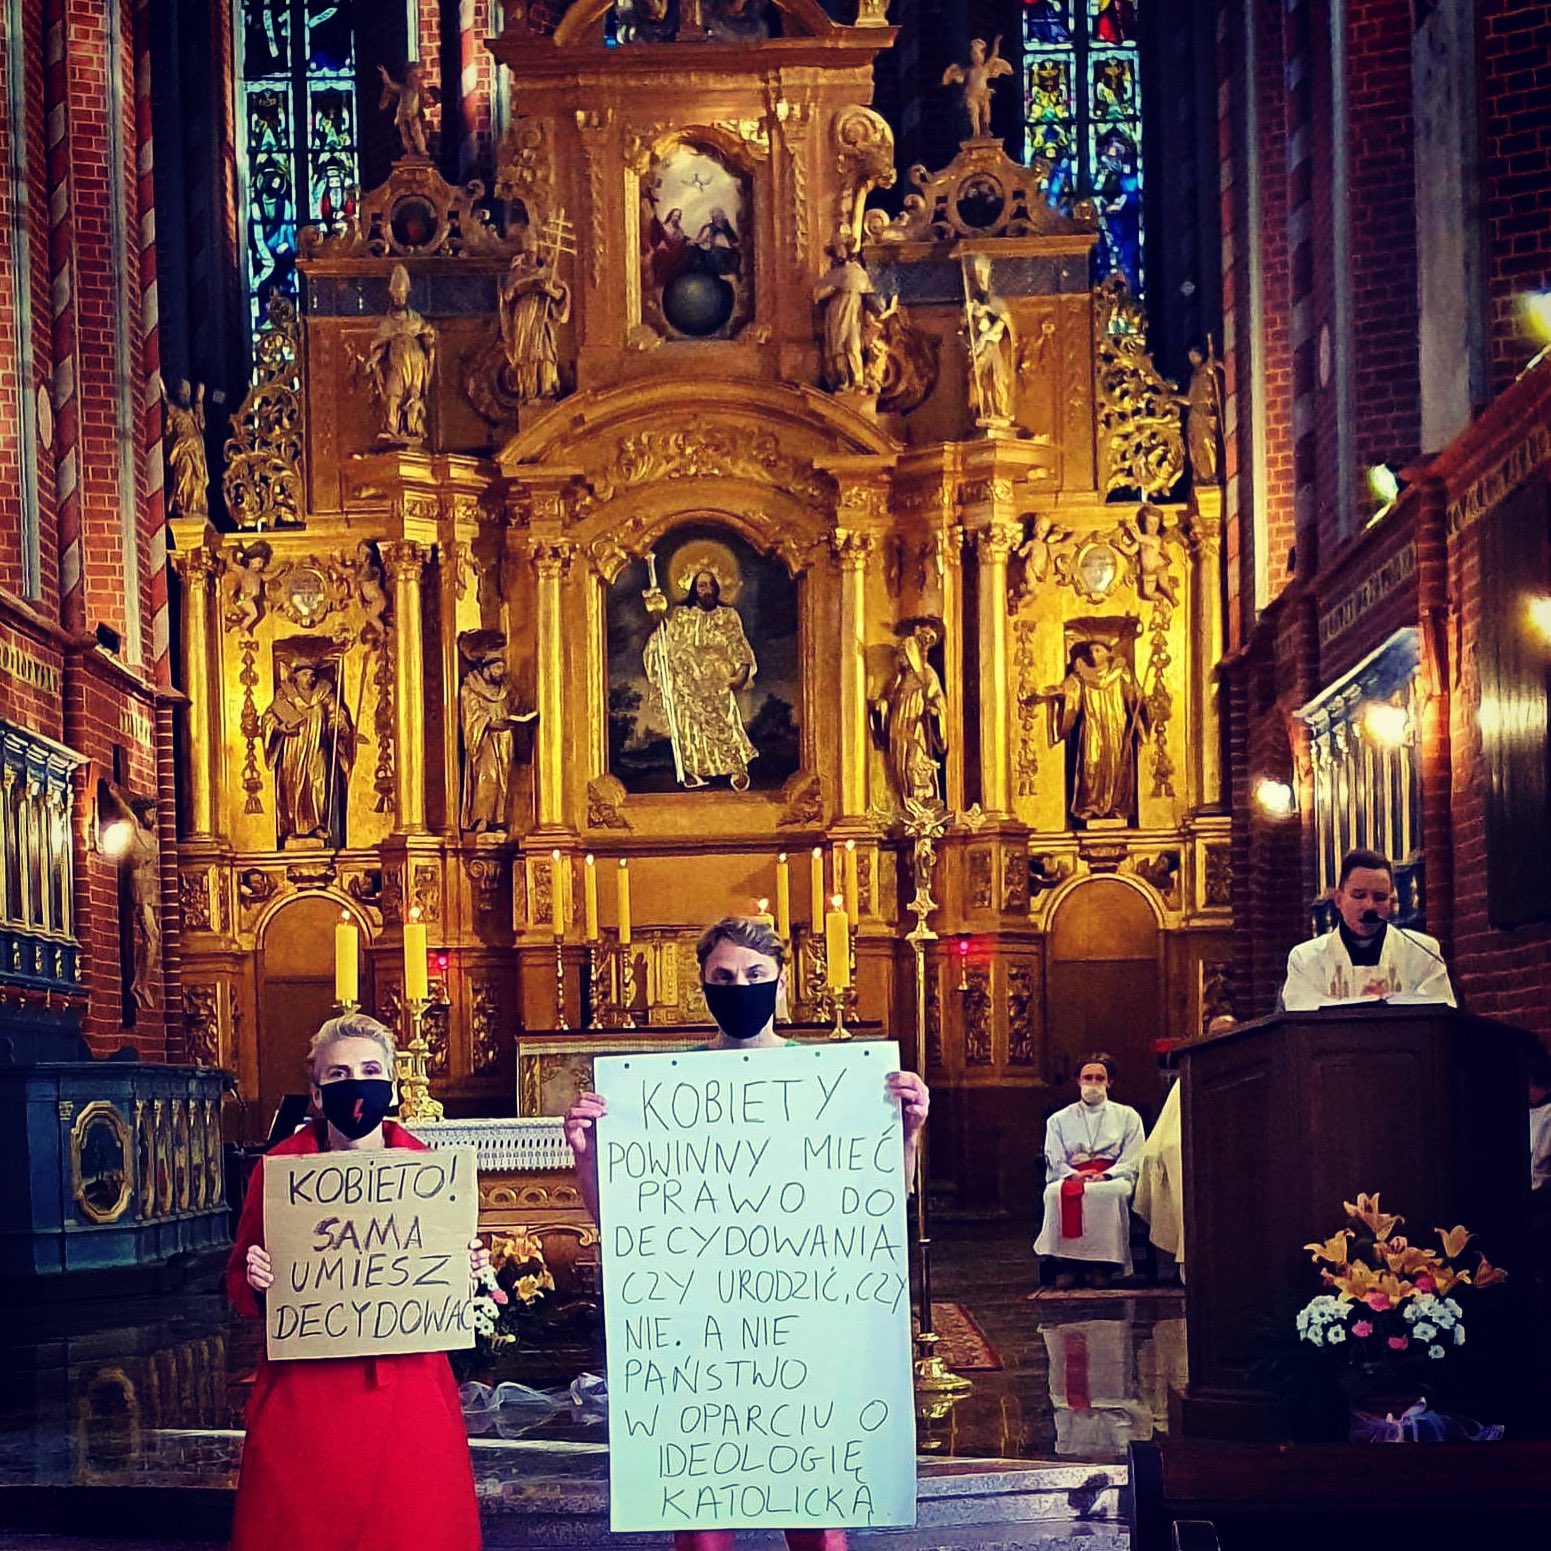 KOBIETO!
SAMA
UMIESZ
DECYDOWAĆ
KOBIETY
POWINNY MIEĆ
PRAWO DO
DECYDOWANIA
CZY URODZIĆ, CZY
NIE. A NIE
PAŃSTWO
W OPARCIU O
IDEOLOGIĘ
KATOLICKĄ